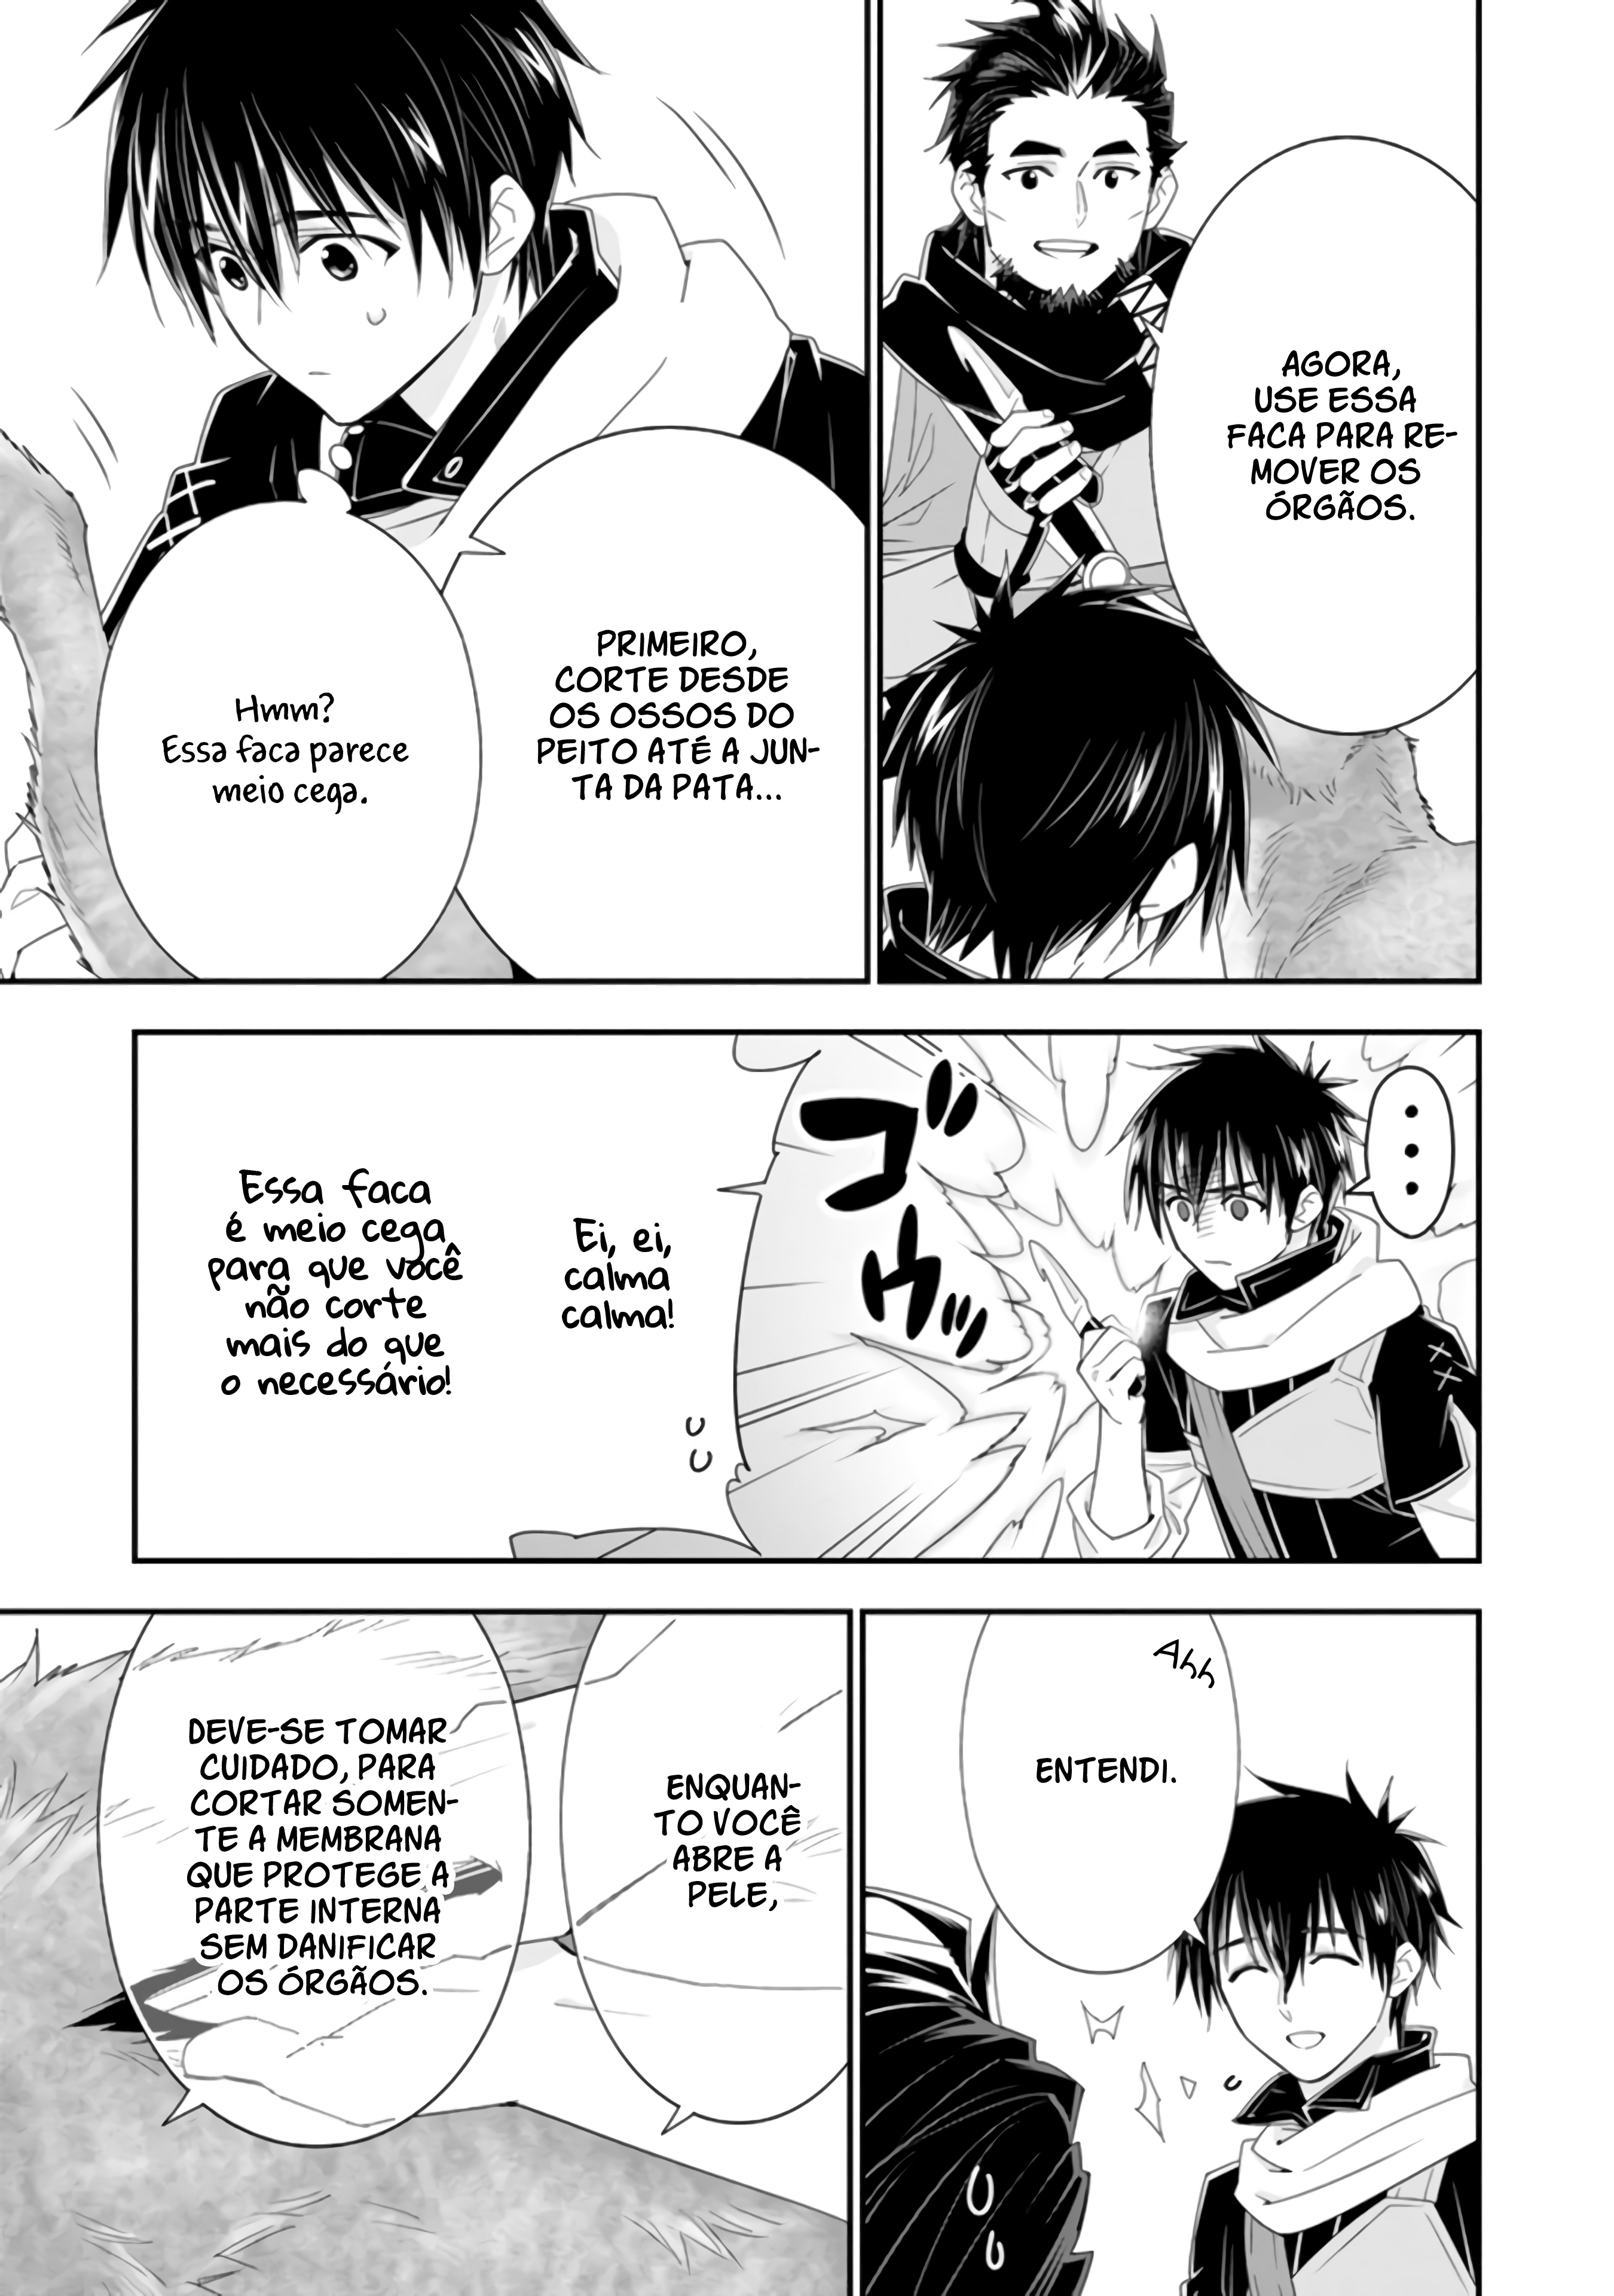 AGORA,
USE ESSA
FACA PARA RE-
MOVER OS
ÓRGÃOS.
PRIMEIRO,
CORTE DESDE
OS OSSOS DO
PEITO ATÉ A JUN-
TA DA PATA...
Hmm?
Essa faca parece
meio cega.
ゴゥッ
Ei, ei,
calma
calma!
Essa faca
é meio cega
para que você
não corte
mais do que
o necessário!
Ahh
ENTENDI.
ENQUAN-
TO VOCÊ
ABRE A
PELE,
DEVE-SE TOMAR
CUIDADO, PARA
CORTAR SOMEN-
TE A MEMBRANA
QUE PROTEGE A
PARTE INTERNA
SEM DANIFICAR
OS ÓRGÃOS.